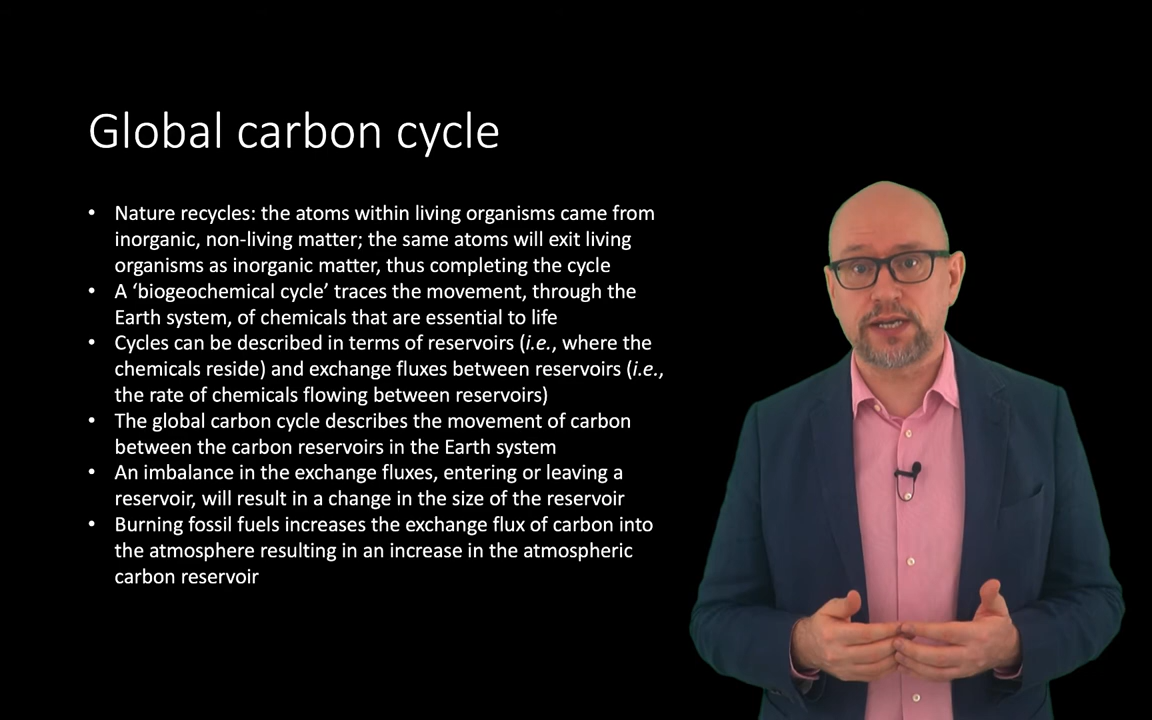 Global carbon cycle
• Nature recycles: the atoms within living organisms came from
inorganic, non-living matter; the same atoms will exit living
organisms as inorganic matter, thus completing the cycle
• A ‘biogeochemical cycle’ traces the movement, through the
Earth system, of chemicals that are essential to life
• Cycles can be described in terms of reservoirs (i.e., where the
chemicals reside) and exchange fluxes between reservoirs (i.e.,
the rate of chemicals flowing between reservoirs)
• The global carbon cycle describes the movement of carbon
between the carbon reservoirs in the Earth system
• An imbalance in the exchange fluxes, entering or leaving a
reservoir, will result in a change in the size of the reservoir
• Burning fossil fuels increases the exchange flux of carbon into
the atmosphere resulting in an increase in the atmospheric
carbon reservoir